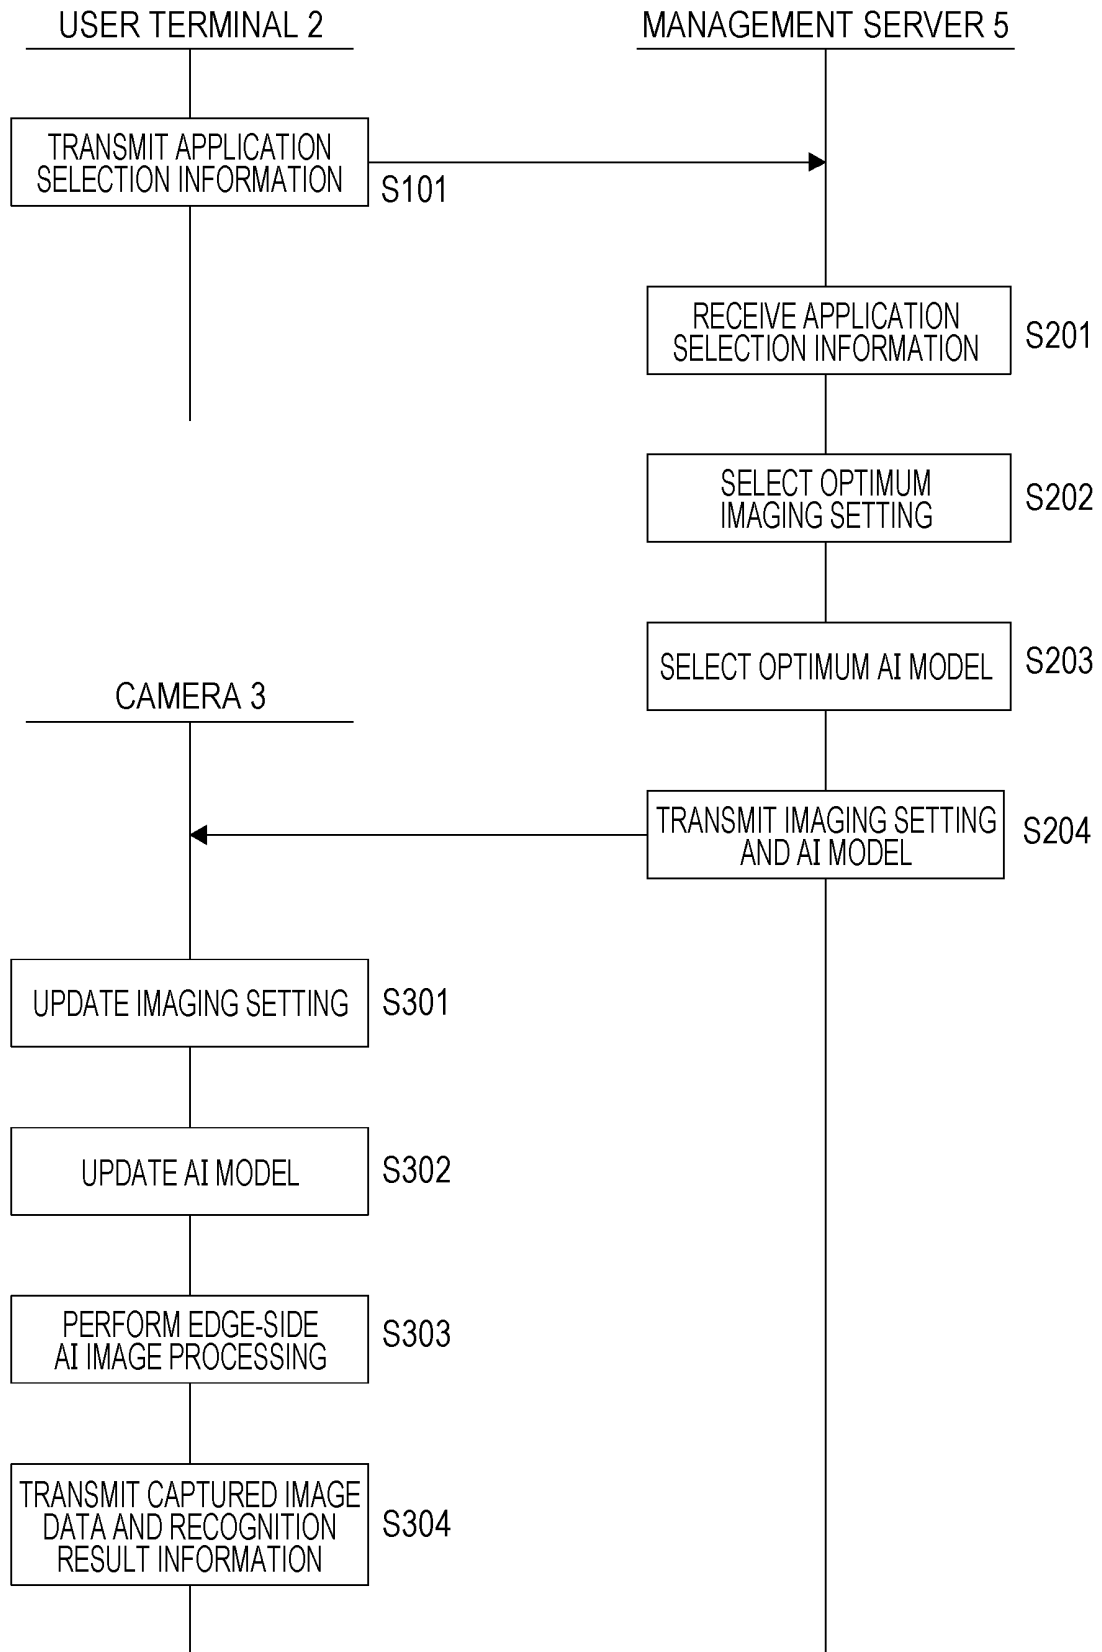 USER TERMINAL 2
MANAGEMENT SERVER 5
TRANSMIT APPLICATION
SELECTION INFORMATION
S101
RECEIVE APPLICATION
SELECTION INFORMATION
S201
SELECT OPTIMUM
IMAGING SETTING
S202
SELECT OPTIMUM AI MODEL
S203
CAMERA 3
TRANSMIT IMAGING SETTING
AND AI MODEL
S204
UPDATE IMAGING SETTING
S301
UPDATE AI MODEL
S302
PERFORM EDGE-SIDE
AI IMAGE PROCESSING
S303
TRANSMIT CAPTURED IMAGE
DATA AND RECOGNITION
RESULT INFORMATION
S304